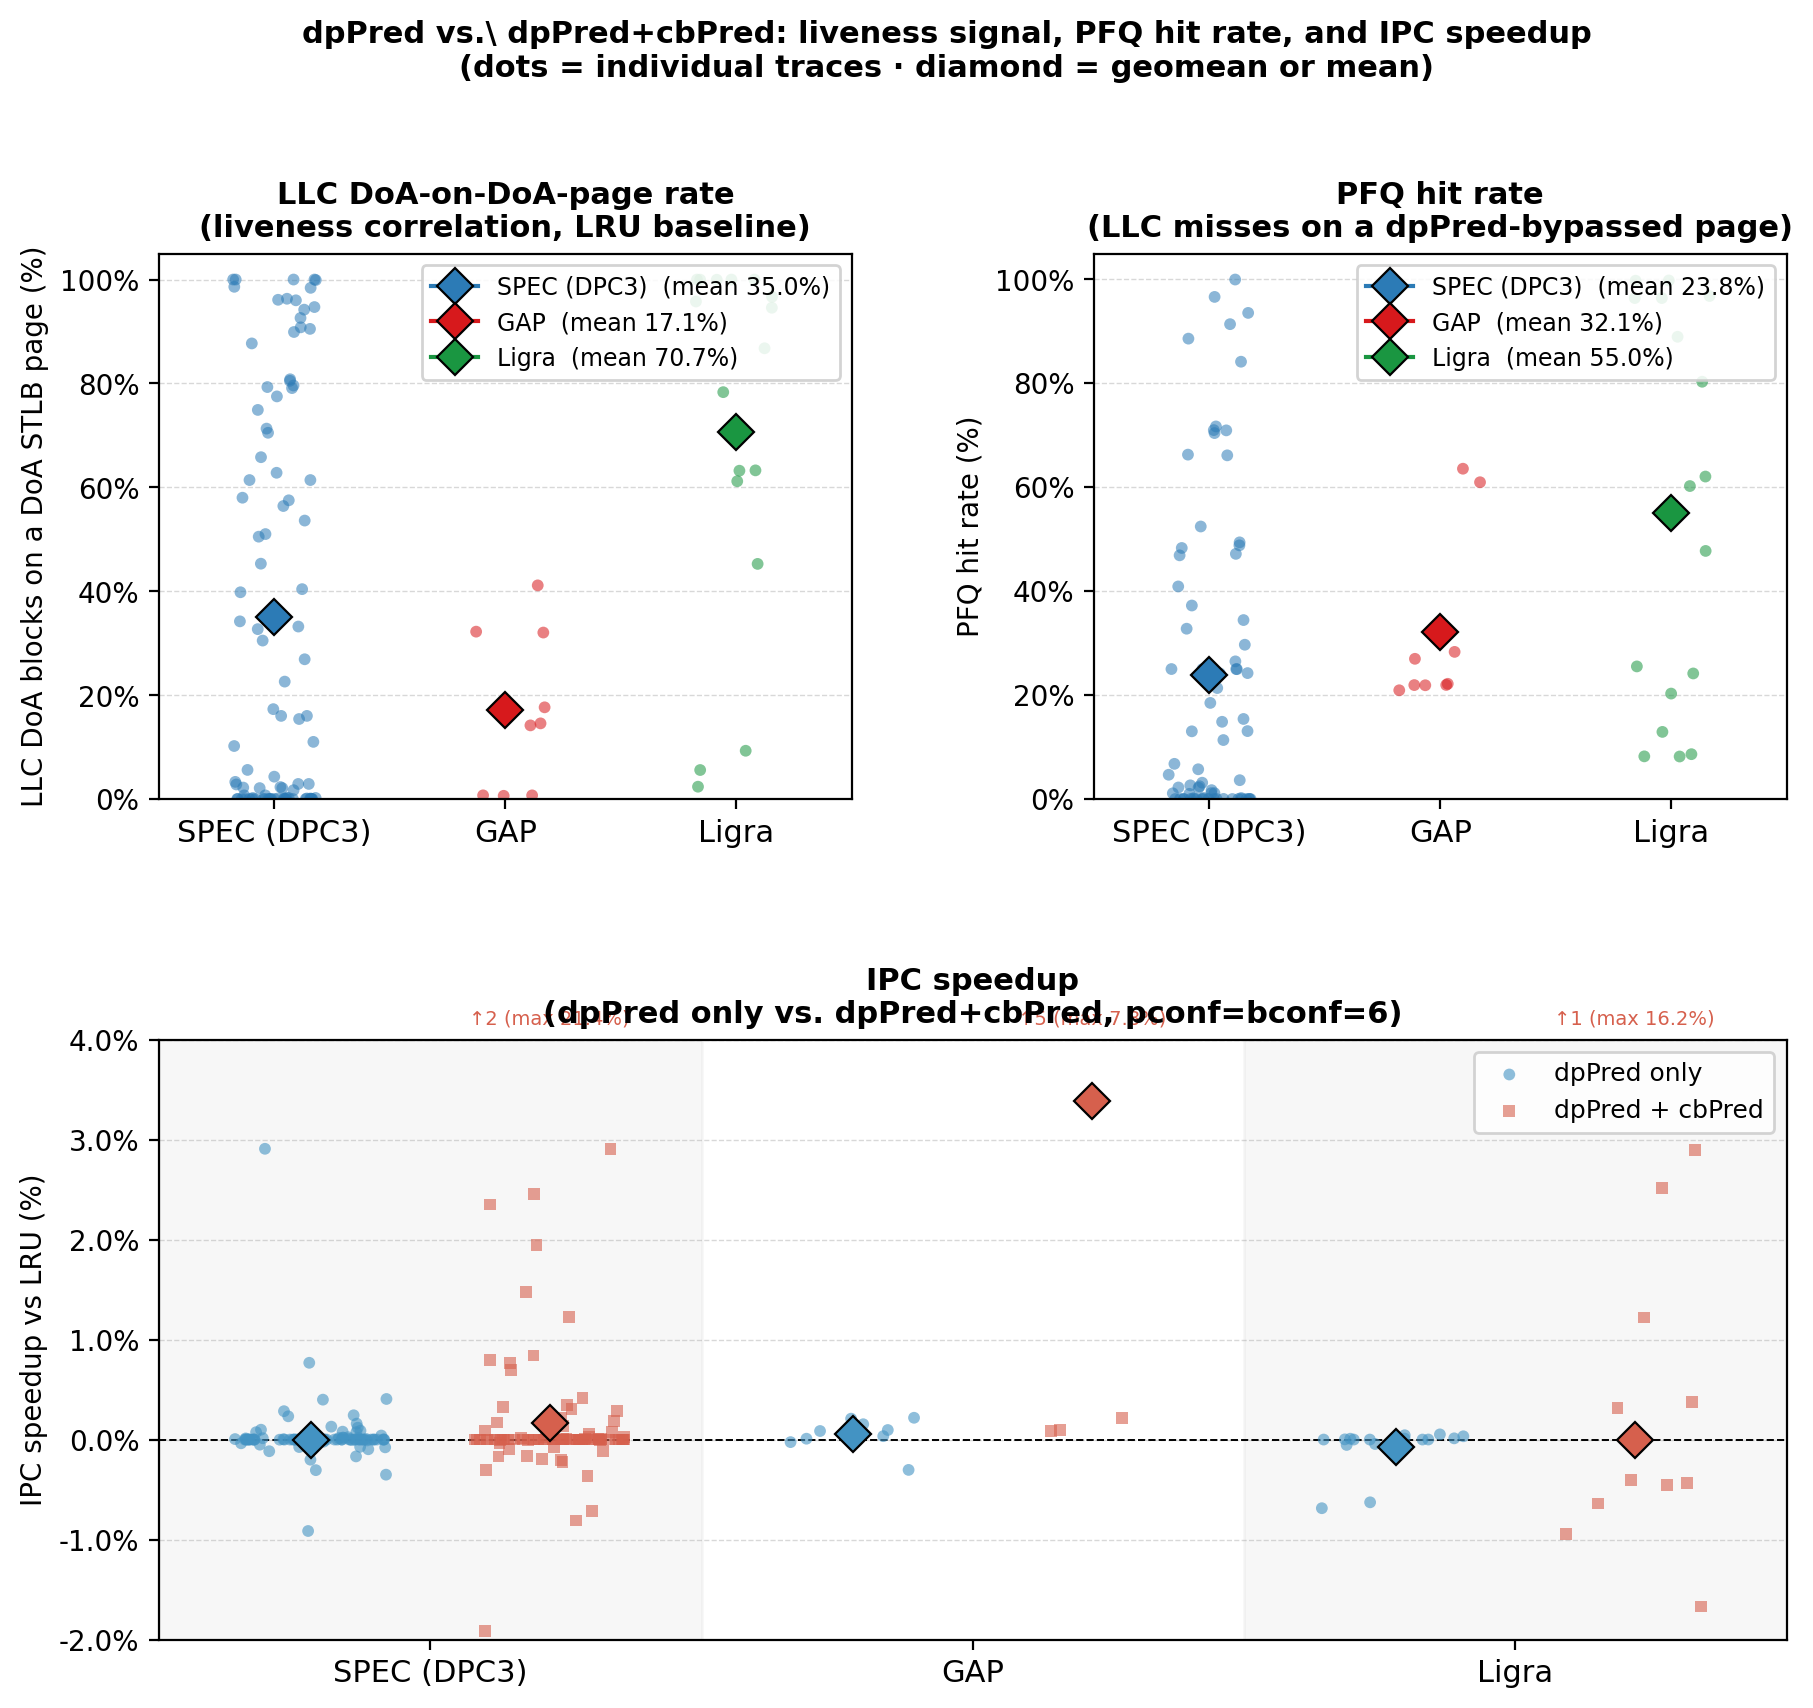 dpPred vs.\ dpPred+cbPred: liveness signal, PFQ hit rate, and IPC speedup
(dots = individual traces · diamond = geomean or mean)
LLC DoA-on-DoA-page rate
(liveness correlation, LRU baseline)
LLC DoA blocks on a DoA STLB page (%)
100%
80%
60%
40%
20%
0%
SPEC (DPC3) (mean 35.0%)
GAP (mean 17.1%)
Ligra (mean 70.7%)
SPEC (DPC3)
GAP
Ligra
PFQ hit rate
(LLC misses on a dpPred-bypassed page)
PFQ hit rate (%)
100%
80%
60%
40%
20%
0%
SPEC (DPC3) (mean 23.8%)
GAP (mean 32.1%)
Ligra (mean 55.0%)
SPEC (DPC3)
GAP
Ligra
IPC speedup
(dpPred only vs. dpPred+cbPred, pconf=bconf=6)
↑2 (max
(max 7.
↑1 (max 16.2%)
IPC speedup vs LRU (%)
4.0%
3.0%
2.0%
1.0%
0.0%
-1.0%
-2.0%
dpPred only
dpPred + cbPred
SPEC (DPC3)
GAP
Ligra